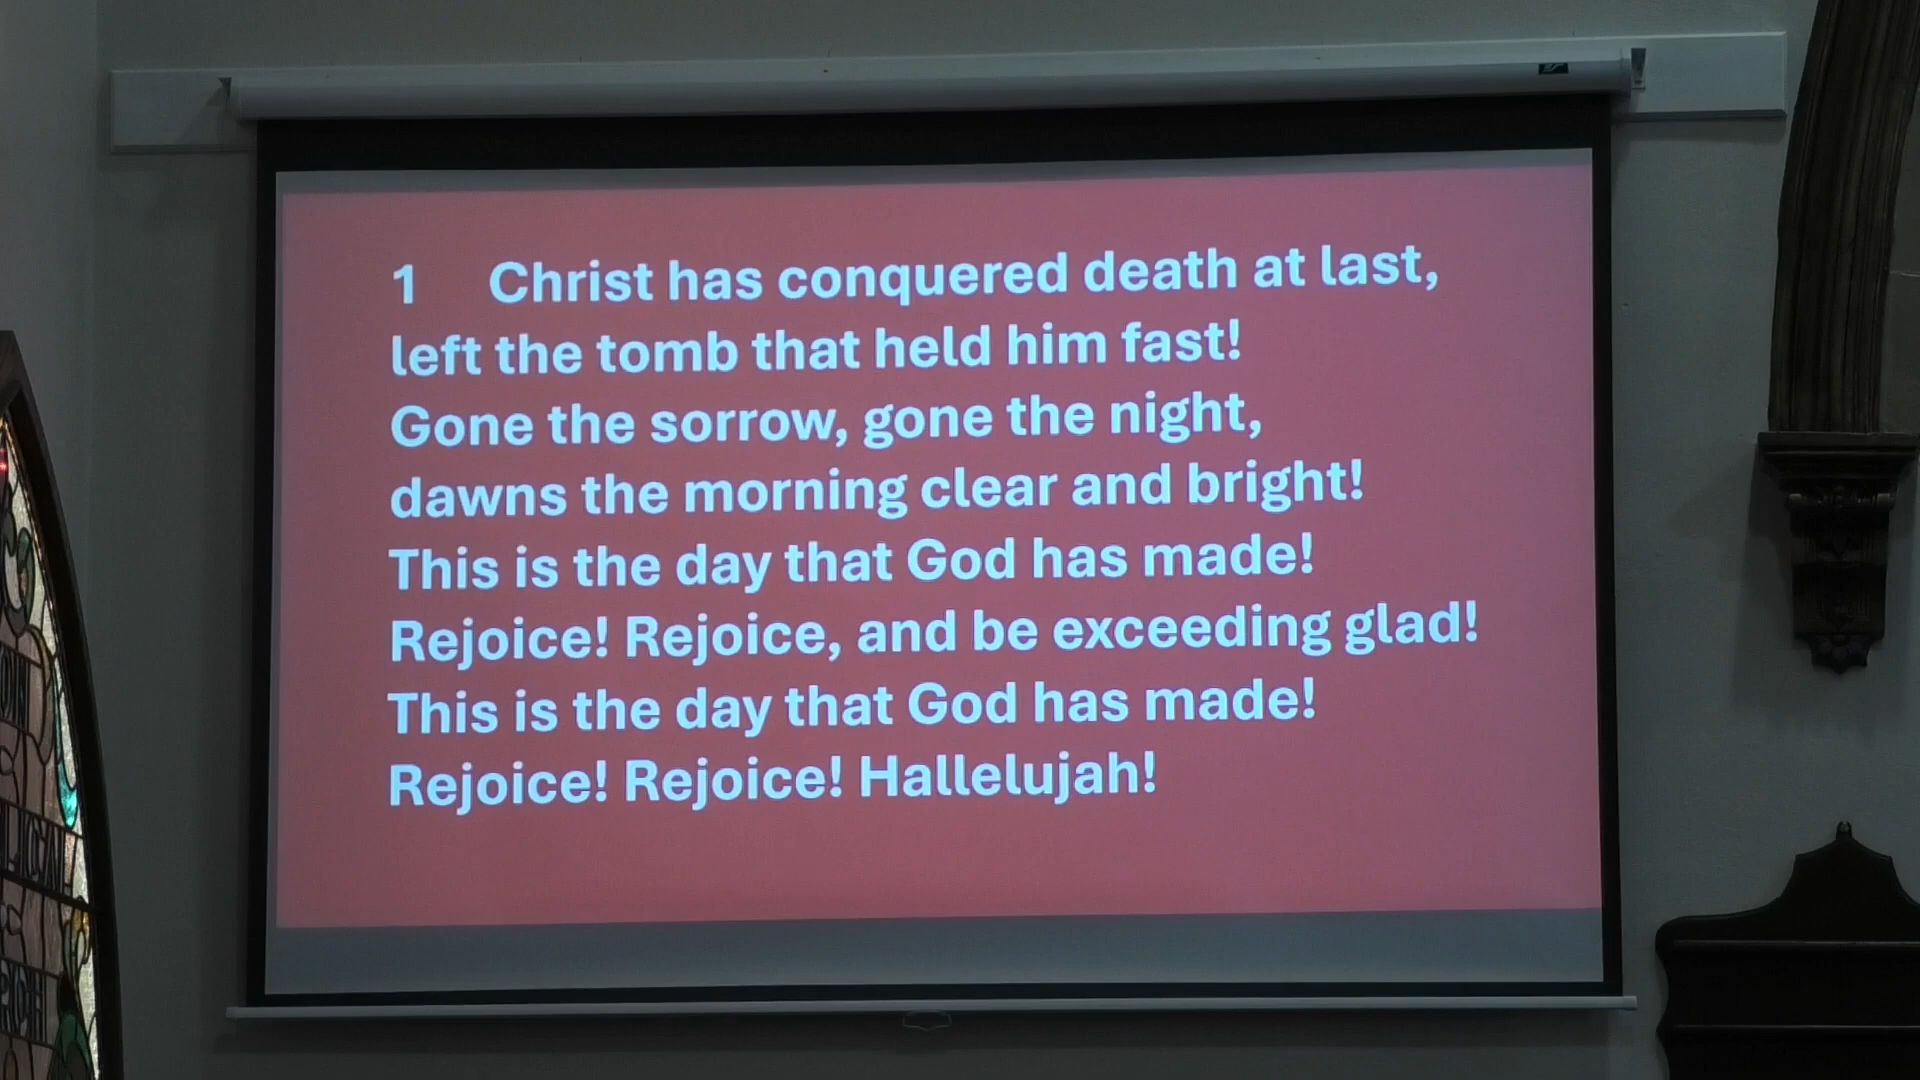 1 Christ has conquered death at last,
left the tomb that held him fast!
Gone the sorrow, gone the night,
dawns the morning clear and bright!
This is the day that God has made!
Rejoice! Rejoice, and be exceeding glad!
This is the day that God has made!
Rejoice! Rejoice! Hallelujah!